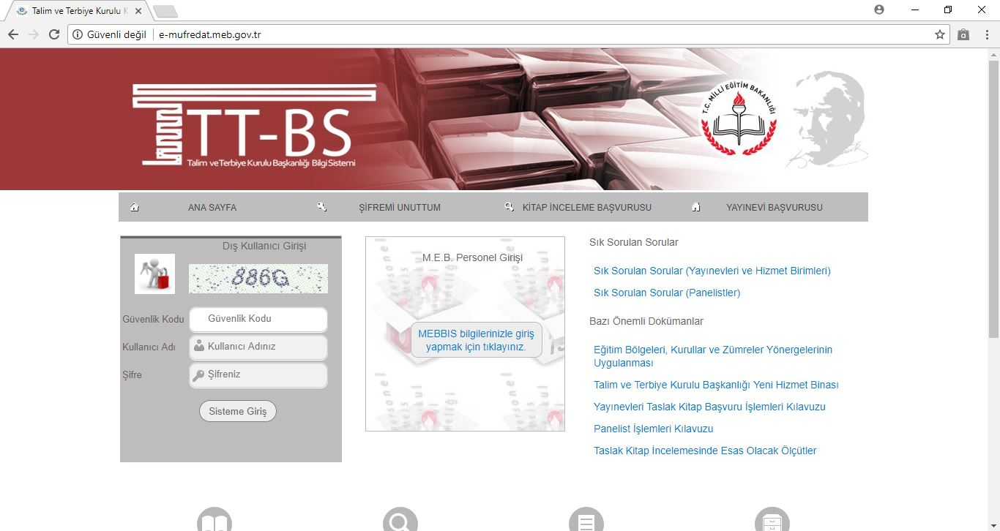 Talim ve Terbiye Kurulu K
Güvenli değil
e-mufredat.meb.gov.tr
TT-BS
Talim ve Terbiye Kurulu Başkanlığı Bilgi Sistemi
T.C. MİLLİ EĞİTİM BAKANLIĞI
ANA SAYFA
ŞİFREMİ UNUTTUM
KİTAP İNCELEME BAŞVURUSU
YAYINEVİ BAŞVURUSU
Dış Kullanıcı Girişi
886G
Güvenlik Kodu
Güvenlik Kodu
Kullanıcı Adı
Kullanıcı Adınız
Şifre
Şifreniz
Sisteme Giriş
M.E.B. Personel Girişi
MEBBIS bilgilerinizle giriş
yapmak için tıklayınız.
Sık Sorulan Sorular
Sık Sorulan Sorular (Yayınevleri ve Hizmet Birimleri)
Sık Sorulan Sorular (Panelistler)
Bazı Önemli Dokümanlar
Eğitim Bölgeleri, Kurullar ve Zümreler Yönergelerinin
Uygulanması
Talim ve Terbiye Kurulu Başkanlığı Yeni Hizmet Binası
Yayınevleri Taslak Kitap Başvuru İşlemleri Kılavuzu
Panelist İşlemleri Kılavuzu
Taslak Kitap İncelemesinde Esas Olacak Ölçütler